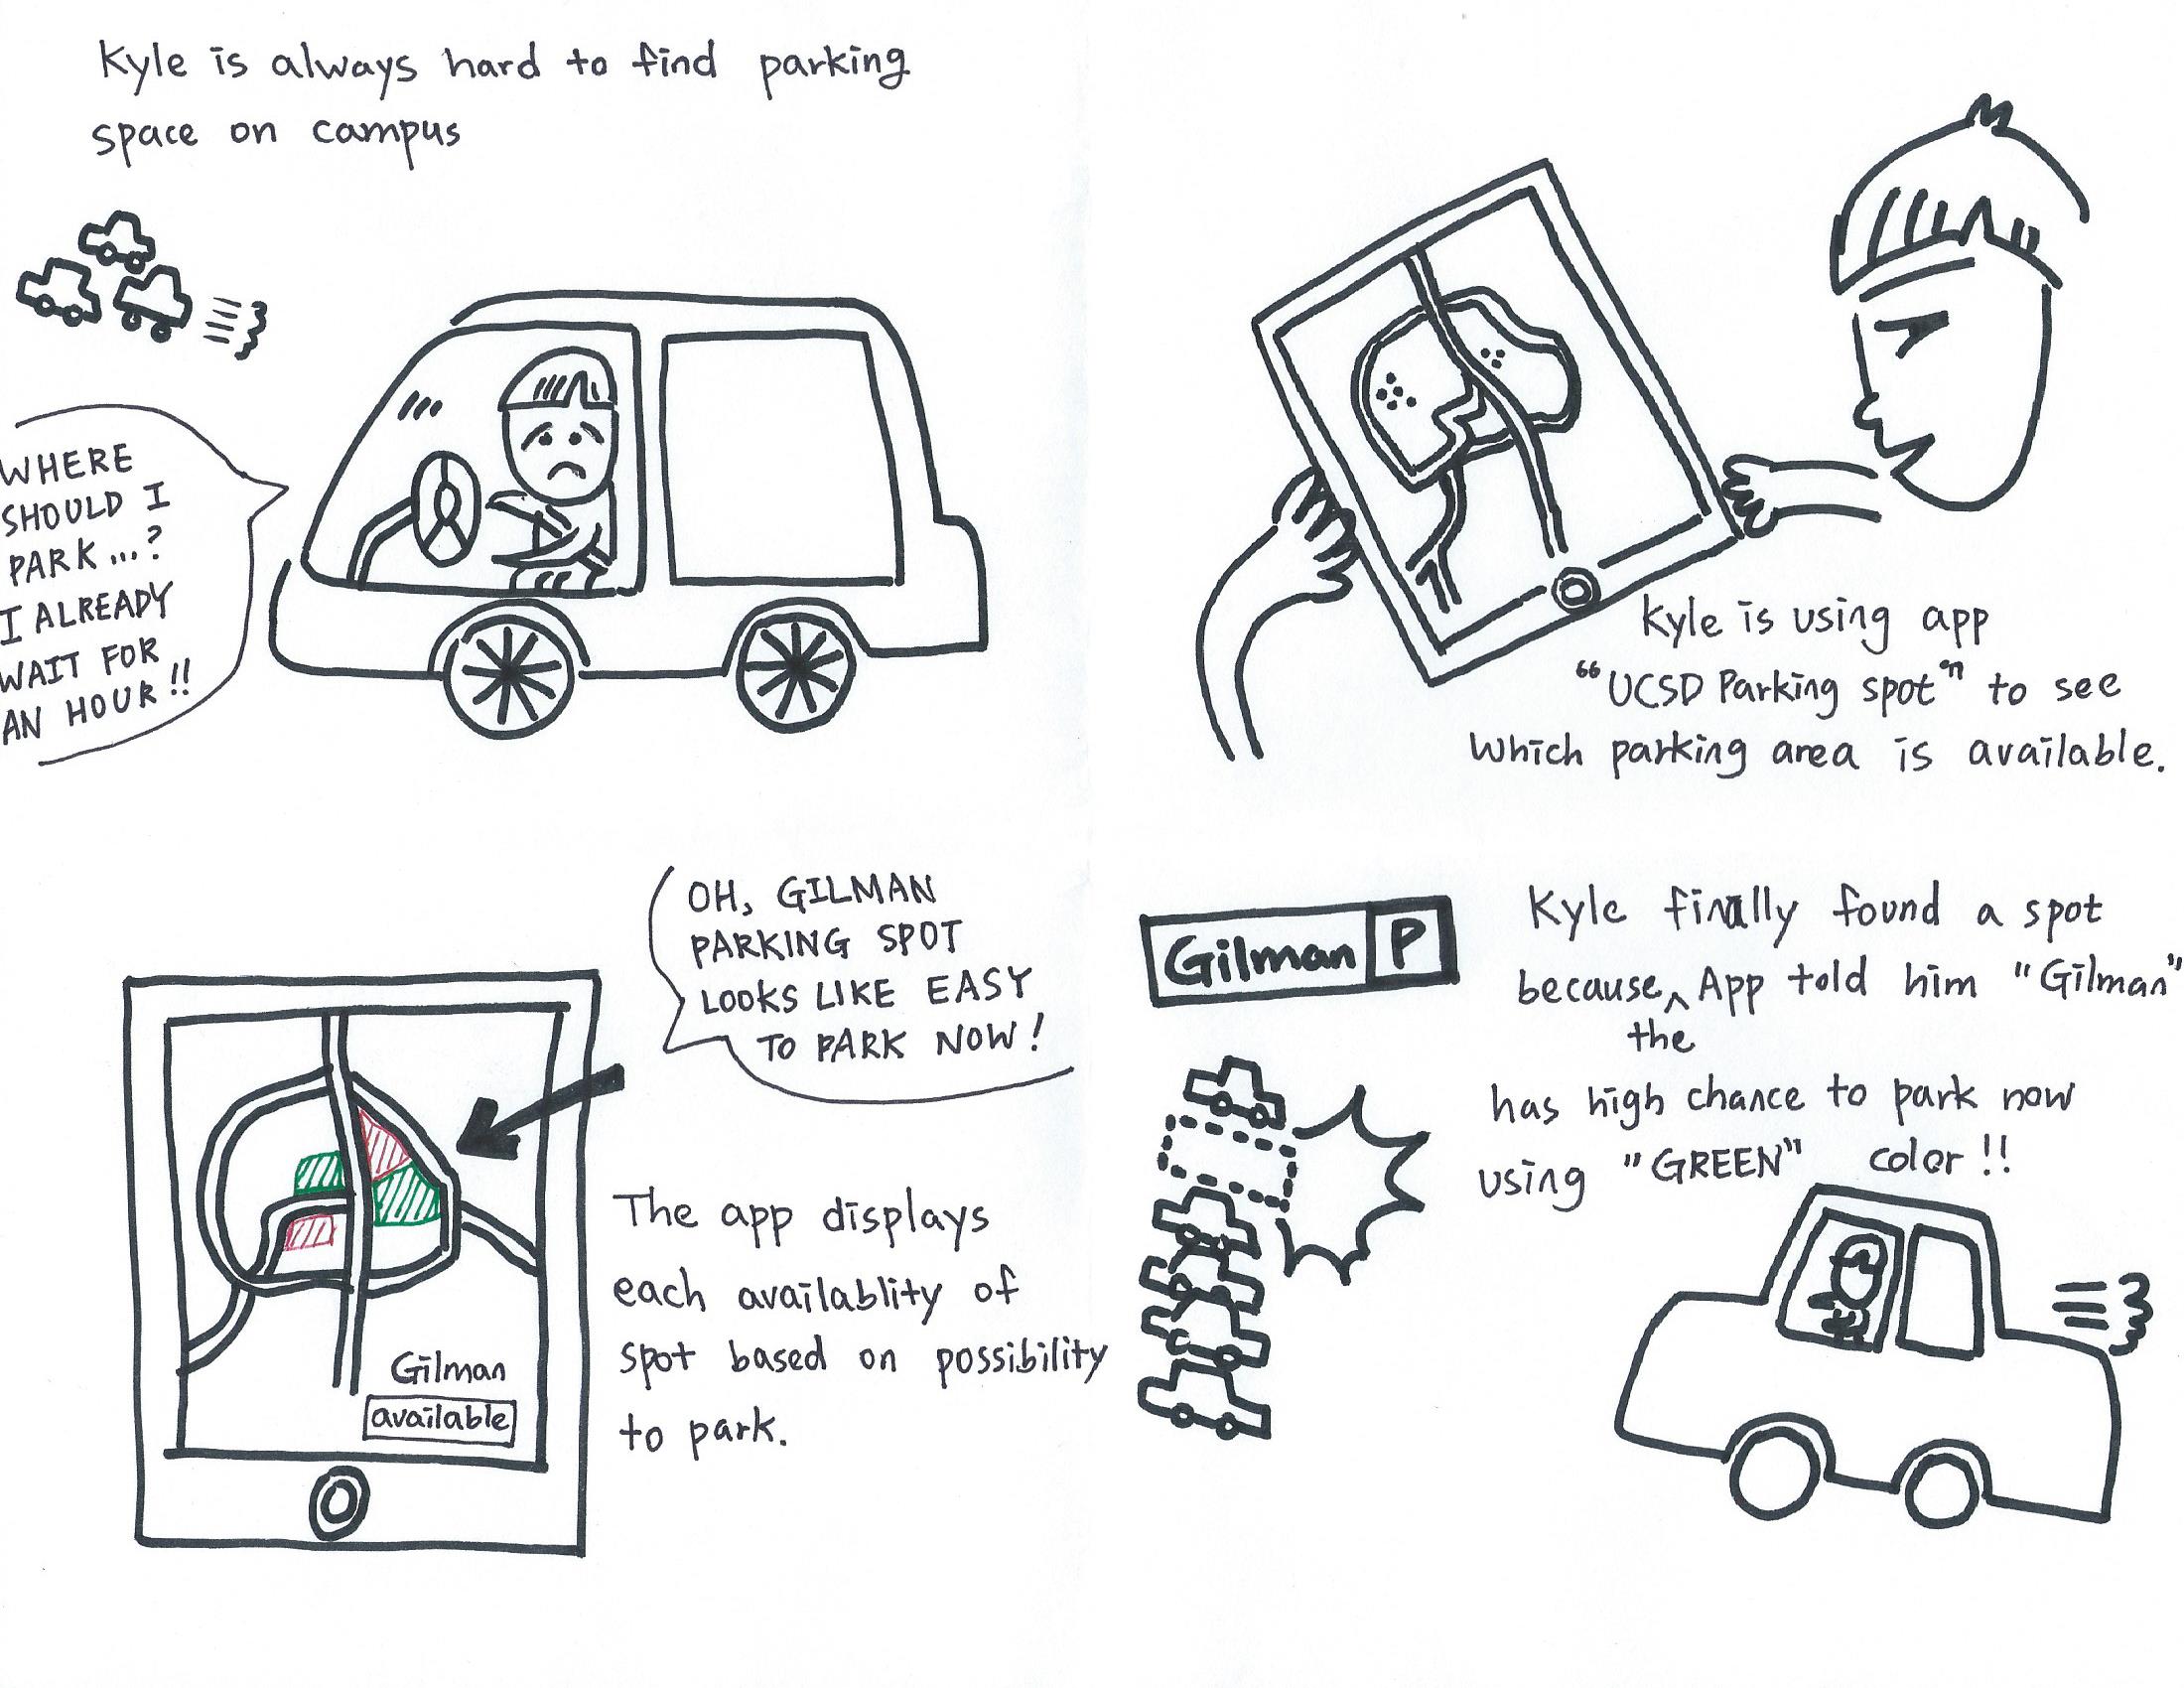 Kyle is always hard to find parking
space on campus
WHERE
SHOULD I
PARK...?
I ALREADY
WAIT FOR
AN HOUR!!
Kyle is using app
"UCSD Parking spot" to see
which parking area is available.
OH, GILMAN
PARKING SPOT
LOOKS LIKE EASY
TO PARK NOW!
Gilman
available
The app displays
each availablity of
spot based on possibility
to park.
Gilman P
Kyle finally found a spot
because ^ App told him "Gilman"
the
has high chance to park now
using "GREEN" color!!